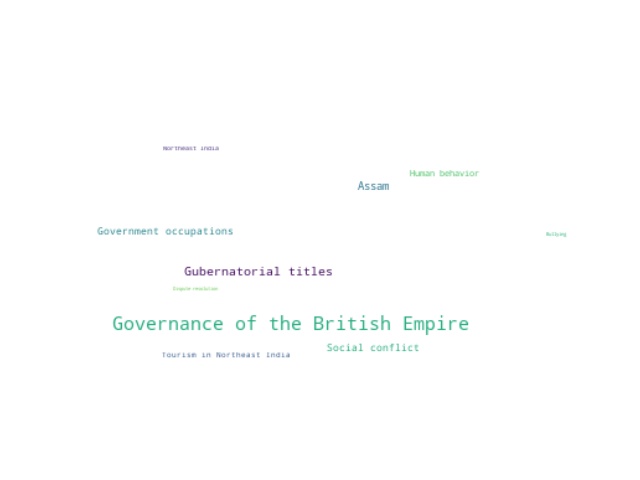 Northeast India
Human behavior
Assam
Government occupations
Bullying
Gubernatorial titles
Dispute resolution
Governance of the British Empire
Social conflict
Tourism in Northeast India